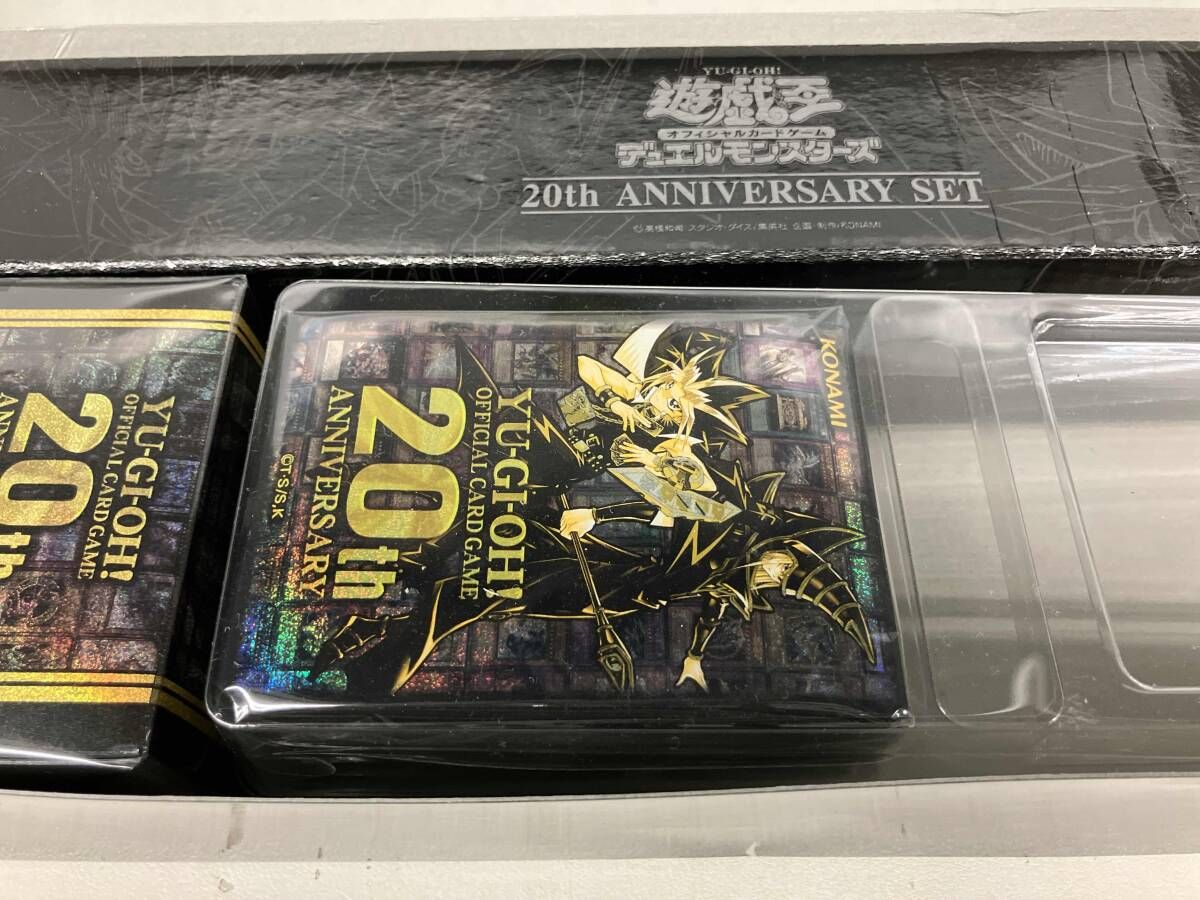 YU-GI-OH!
遊戯王
オフィシャルカードゲーム
デュエルモンスターズ
20th ANNIVERSARY SET
©高橋和希 スタジオ・ダイス/集英社 企画・制作/KONAMI
YU-GI-OH!
OFFICIAL CARD GAME
20th
KONAMI
YU-GI-OH!
OFFICIAL CARD GAME
20th
ANNIVERSARY
©T・S/S.K